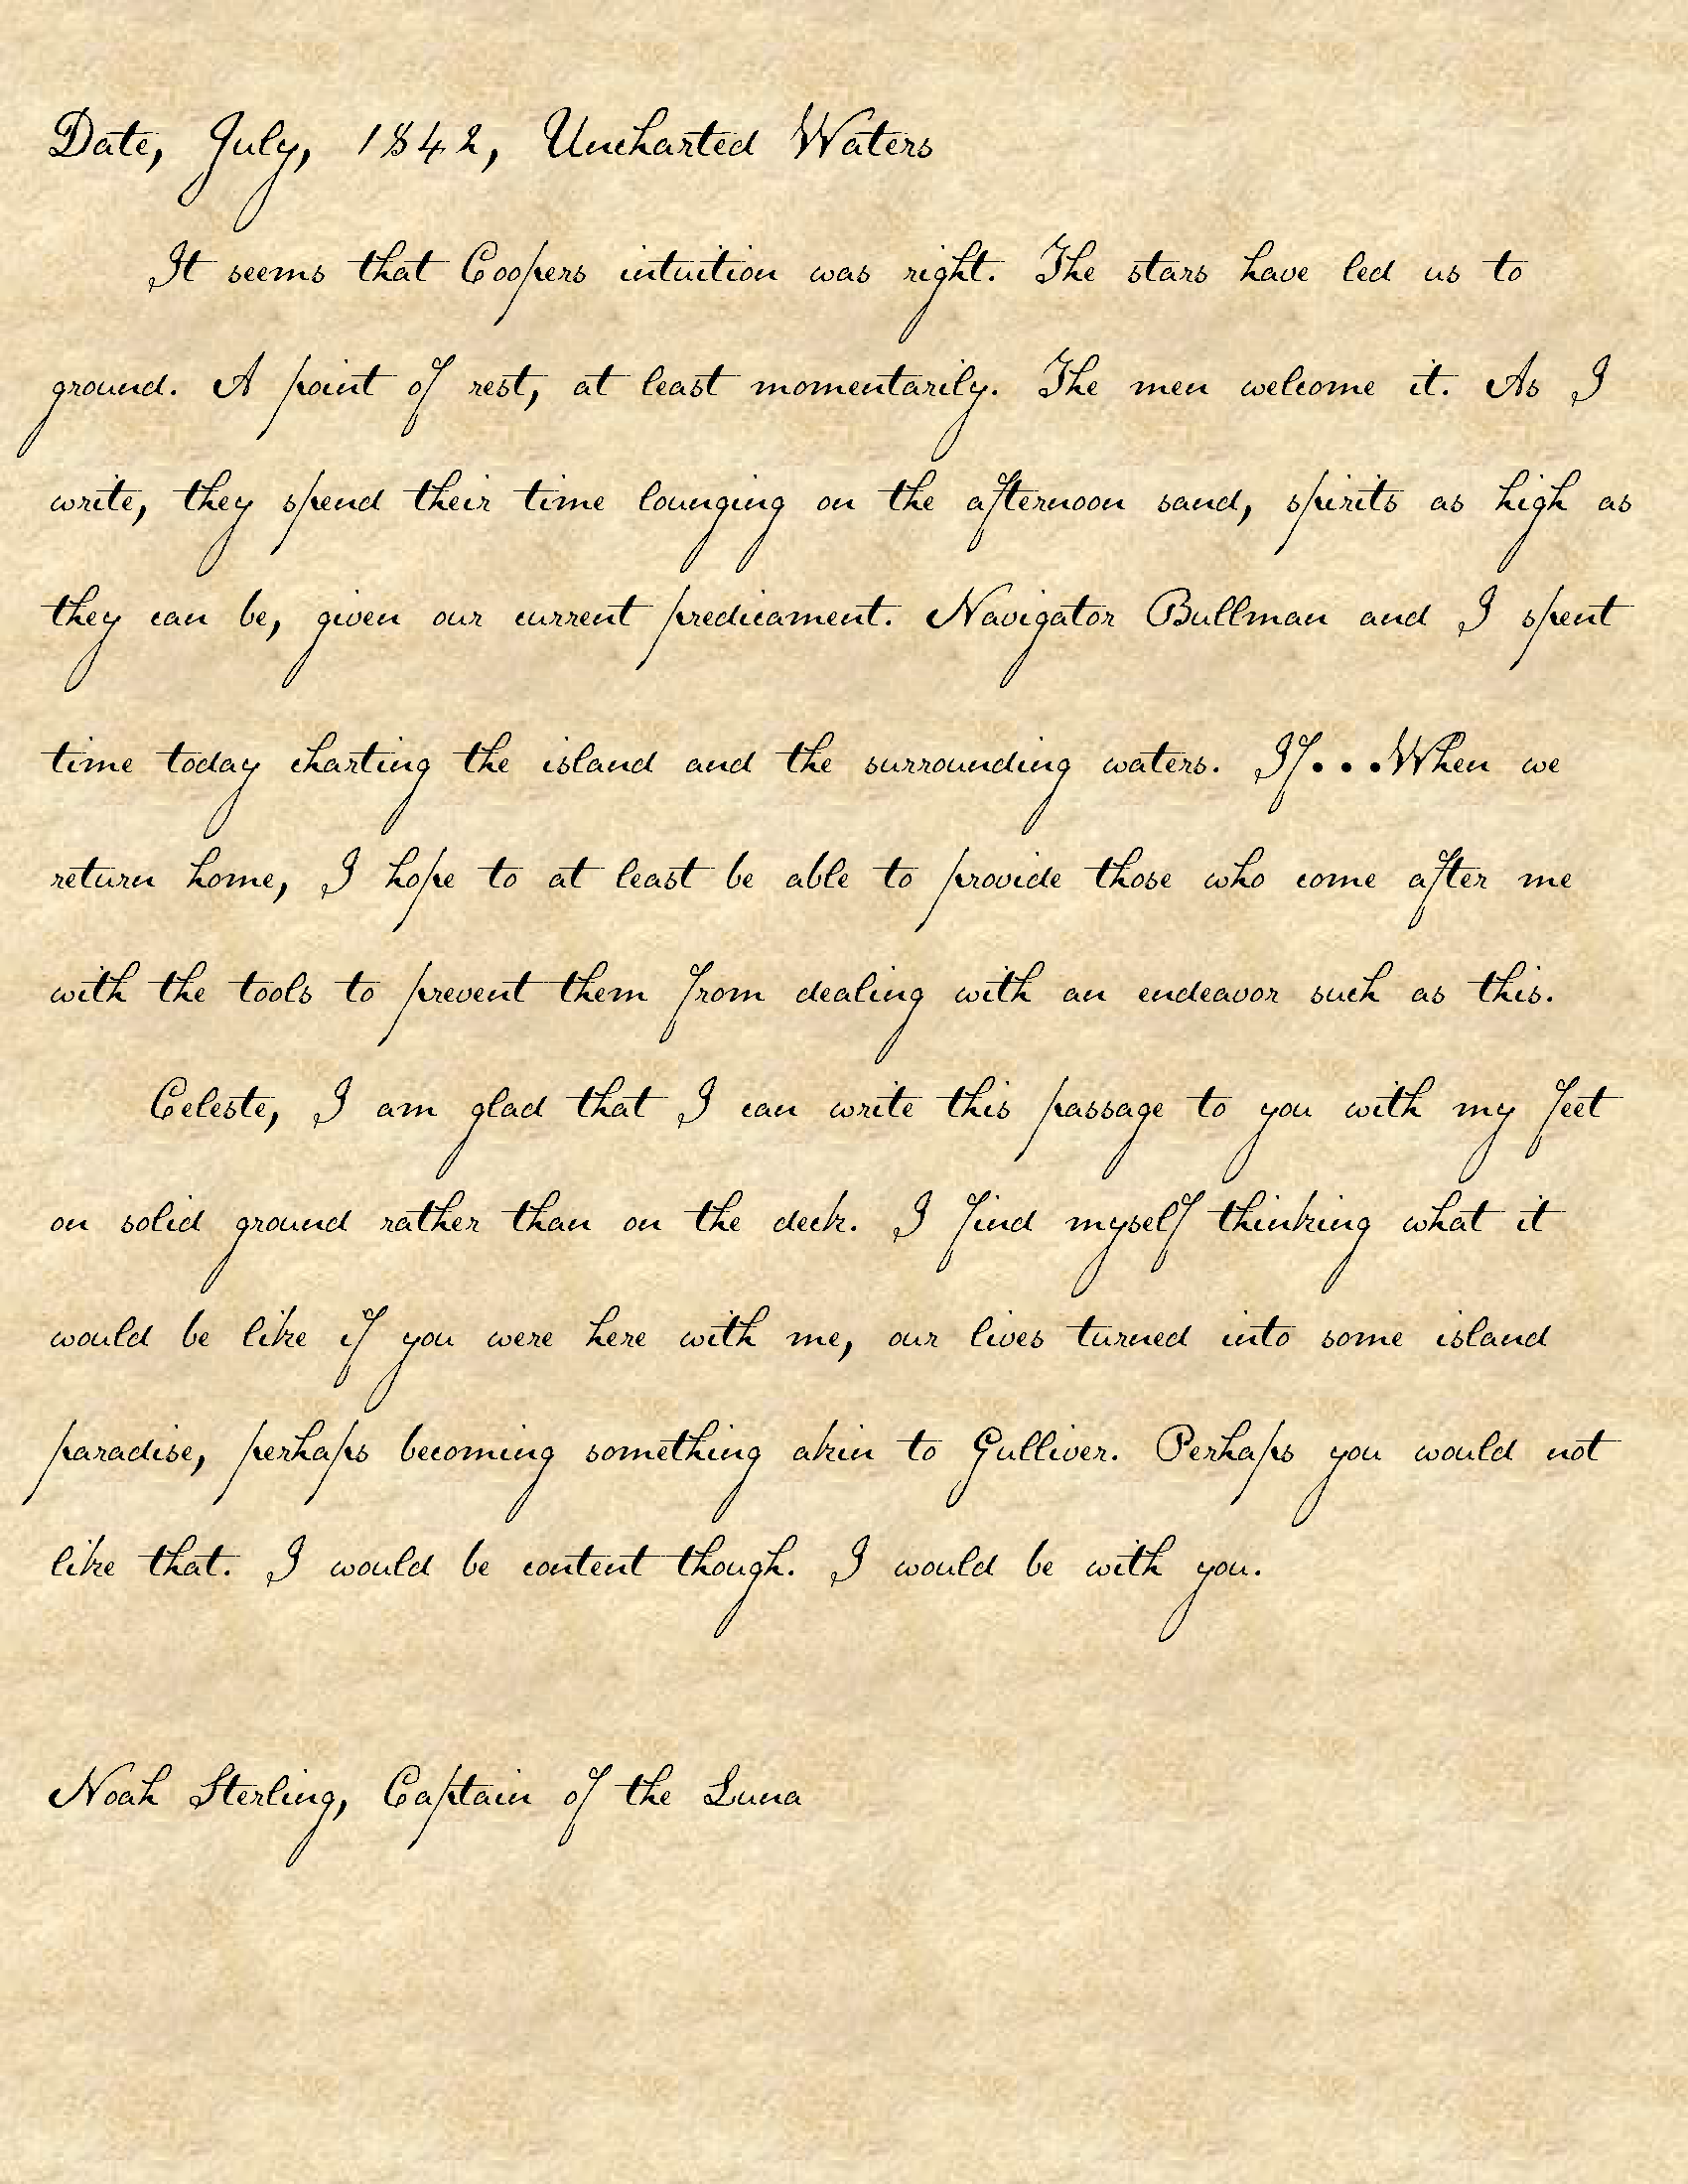 Date, July, 1842, Uncharted Waters
It seems that Coopers intuition was right. The stars have led us to
ground. A point of rest, at least momentarily. The men welcome it. As I
write, they spend their time lounging on the afternoon sand, spirits as high as
they can be, given our current predicament. Navigator Bullman and I spent
time today charting the island and the surrounding waters. If...When we
return home, I hope to at least be able to provide those who come after me
with the tools to prevent them from dealing with an endeavor such as this.
Celeste, I am glad that I can write this passage to you with my feet
on solid ground rather than on the deck. I find myself thinking what it
would be like if you were here with me, our lives turned into some island
paradise, perhaps becoming something akin to Gulliver. Perhaps you would not
like that. I would be content though. I would be with you.
Noah Sterling, Captain of the Luna